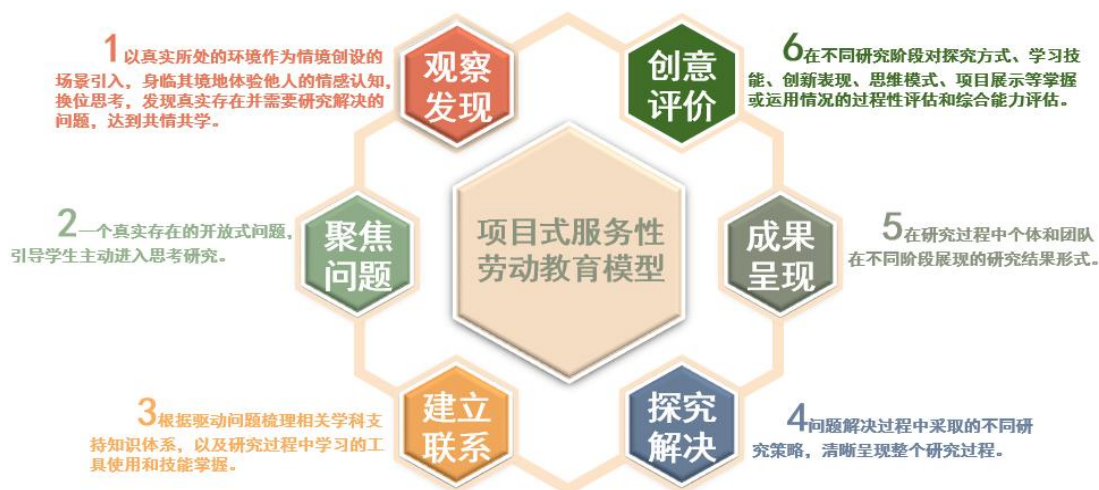 1以真实所处的环境作为情境创设的
场景引入，身临其境地体验他人的情感认知，
换位思考，发现真实存在并需要研究解决的
问题，达到共情共学。
观察
发现
创意
评价
6在不同研究阶段对探究方式、学习技
能、创新表现、思维模式、项目展示等掌握
或运用情况的过程性评估和综合能力评估。
2一个真实存在的开放式问题，
引导学生主动进入思考研究。
聚焦
问题
项目式服务性
劳动教育模型
成果
呈现
5在研究过程中个体和团队
在不同阶段展现的研究结果形式。
3根据驱动问题梳理相关学科支
持知识体系，以及研究过程中学习的工
具使用和技能掌握。
建立
联系
探究
解决
4问题解决过程中采取的不同研
究策略，清晰呈现整个研究过程。